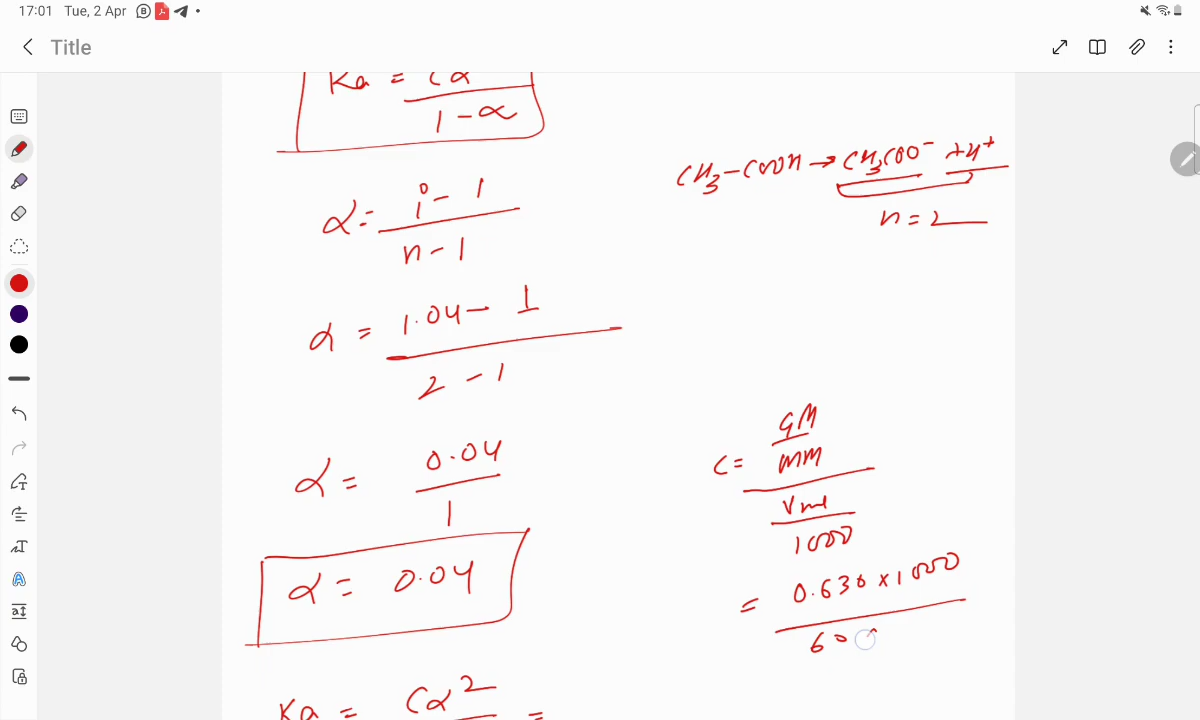 17:01 Tue, 2 Apr
Title
Ka = Cα
1 - α
α = i - 1
n - 1
α = 1.04 - 1
2 - 1
α = 0.04
1
α = 0.04
Ka = Cα2 =
CH3-COOH → CH3COO- + H+
n = 2
C = GM
MM
V ml
1000
= 0.630 x 1000
60